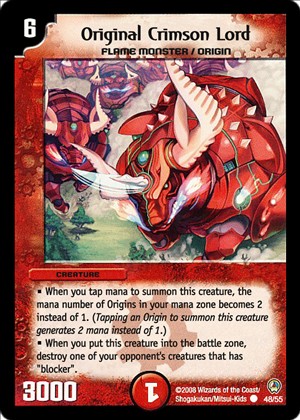 6
Original Crimson Lord
FLAME MONSTER / ORIGIN
CREATURE
▪ When you tap mana to summon this creature, the
mana number of Origins in your mana zone becomes 2
instead of 1. (Tapping an Origin to summon this creature
generates 2 mana instead of 1.)
▪ When you put this creature into the battle zone,
destroy one of your opponent's creatures that has
"blocker".
3000
1
©2008 Wizards of the Coast/
Shogakukan/Mitsui-Kids ● 48/55